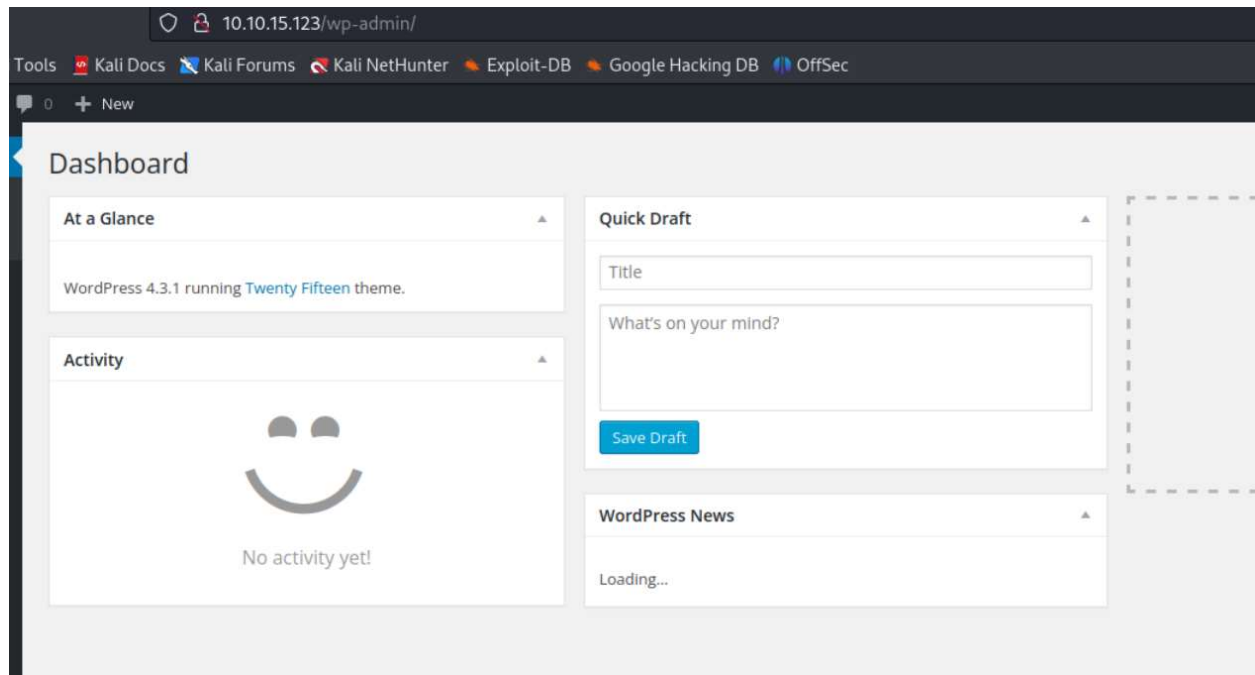 10.10.15.123/wp-admin/
Tools Kali Docs Kali Forums Kali NetHunter Exploit-DB Google Hacking DB OffSec
0 + New
Dashboard
At a Glance
WordPress 4.3.1 running Twenty Fifteen theme.
Activity
No activity yet!
Quick Draft
Title
What's on your mind?
Save Draft
WordPress News
Loading...